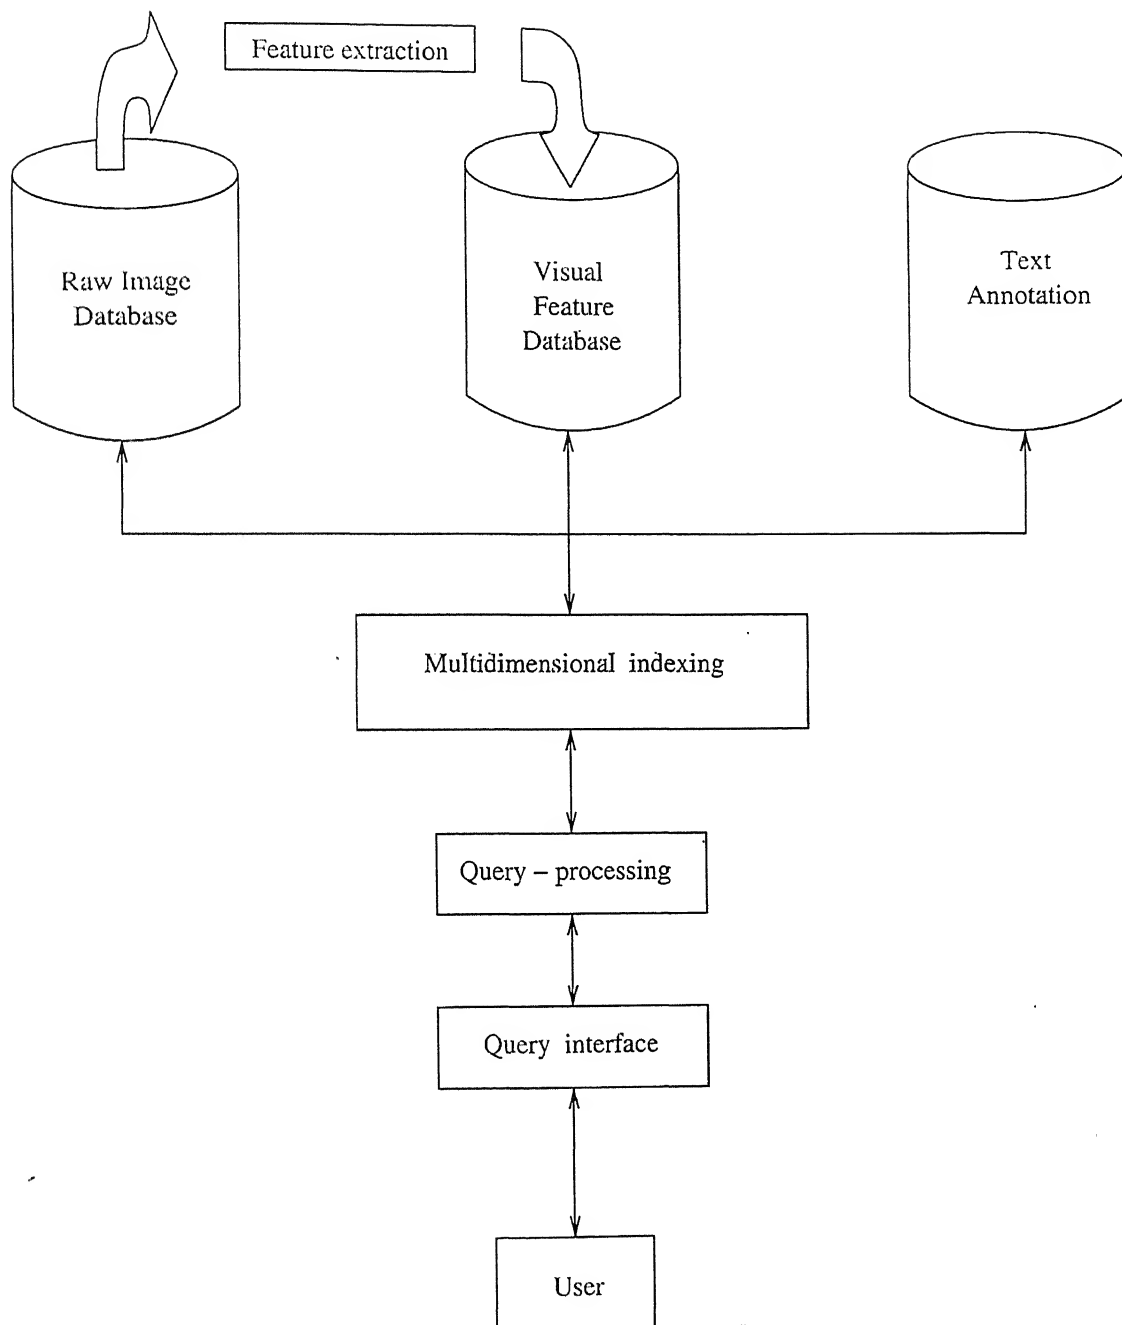 Feature extraction
Raw Image
Database
Visual
Feature
Database
Text
Annotation
Multidimensional indexing
Query – processing
Query interface
User